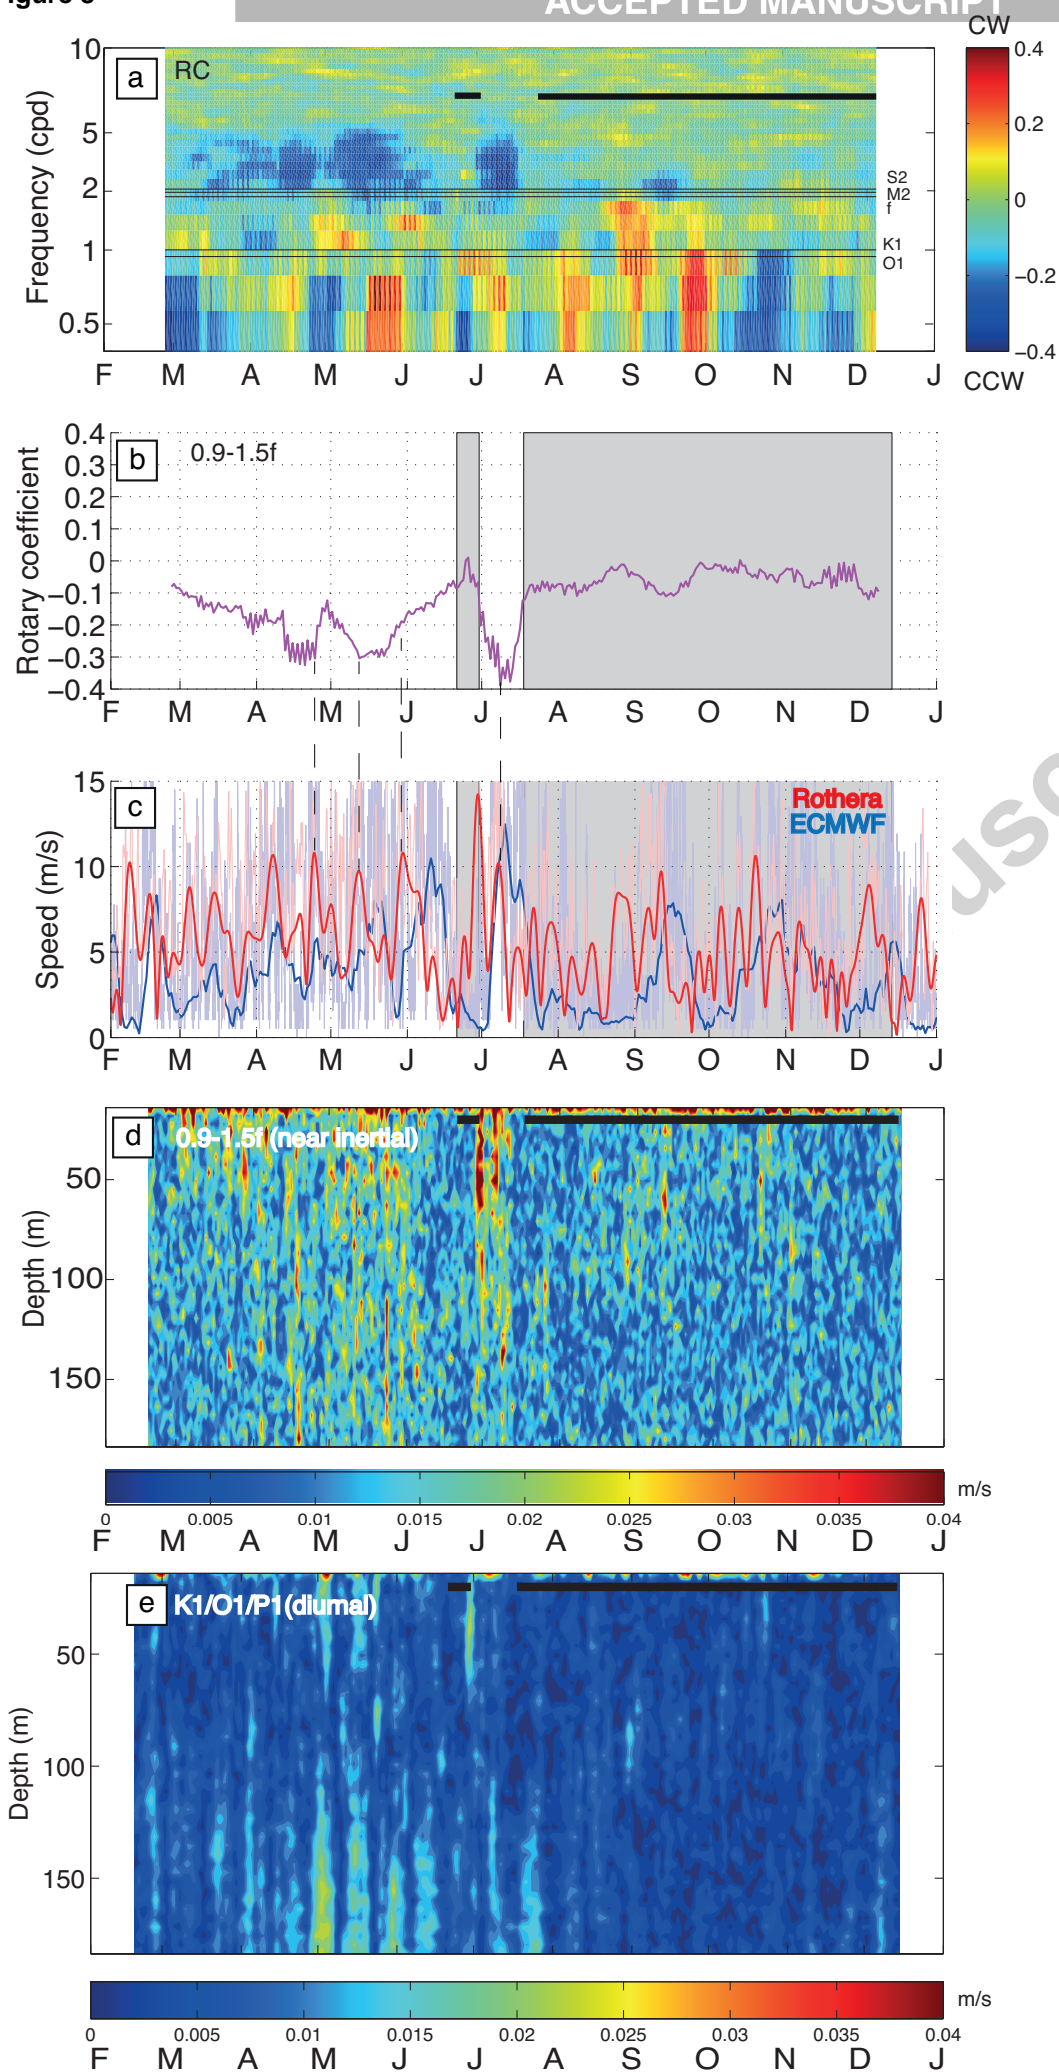 ACCEPTED MANUSCRIPT
CW
a
RC
10
5
2
1
0.5
Frequency (cpd)
S2
M2
f
K1
O1
0.4
0.2
0
−0.2
−0.4
CCW
F M A M J J A S O N D J
b
0.9-1.5f
0.4
0.3
0.2
0.1
0
−0.1
−0.2
−0.3
−0.4
Rotary coefficient
F M A M J J A S O N D J
c
Rothera
ECMWF
15
10
5
0
Speed (m/s)
F M A M J J A S O N D J
d
0.9-1.5f (near inertial)
50
100
150
Depth (m)
m/s
0 0.005 0.01 0.015 0.02 0.025 0.03 0.035 0.04
F M A M J J A S O N D J
e
K1/O1/P1(diurnal)
50
100
150
Depth (m)
m/s
0 0.005 0.01 0.015 0.02 0.025 0.03 0.035 0.04
F M A M J J A S O N D J